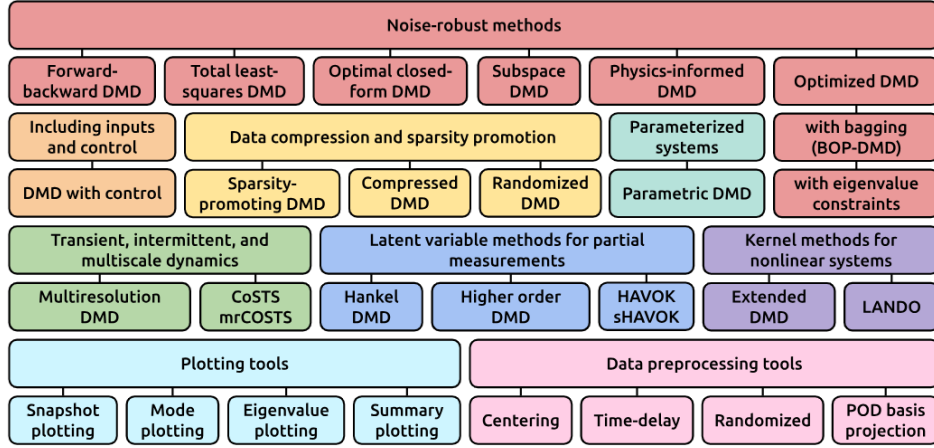 Noise-robust methods
Forward-
backward DMD
Total least-
squares DMD
Optimal closed-
form DMD
Subspace
DMD
Physics-informed
DMD
Optimized DMD
Including inputs
and control
Data compression and sparsity promotion
Parameterized
systems
with bagging
(BOP-DMD)
DMD with control
Sparsity-
promoting DMD
Compressed
DMD
Randomized
DMD
Parametric DMD
with eigenvalue
constraints
Transient, intermittent, and
multiscale dynamics
Latent variable methods for partial
measurements
Kernel methods for
nonlinear systems
Multiresolution
DMD
CoSTS
mrCOSTS
Hankel
DMD
Higher order
DMD
HAVOK
sHAVOK
Extended
DMD
LANDO
Plotting tools
Data preprocessing tools
Snapshot
plotting
Mode
plotting
Eigenvalue
plotting
Summary
plotting
Centering
Time-delay
Randomized
POD basis
projection